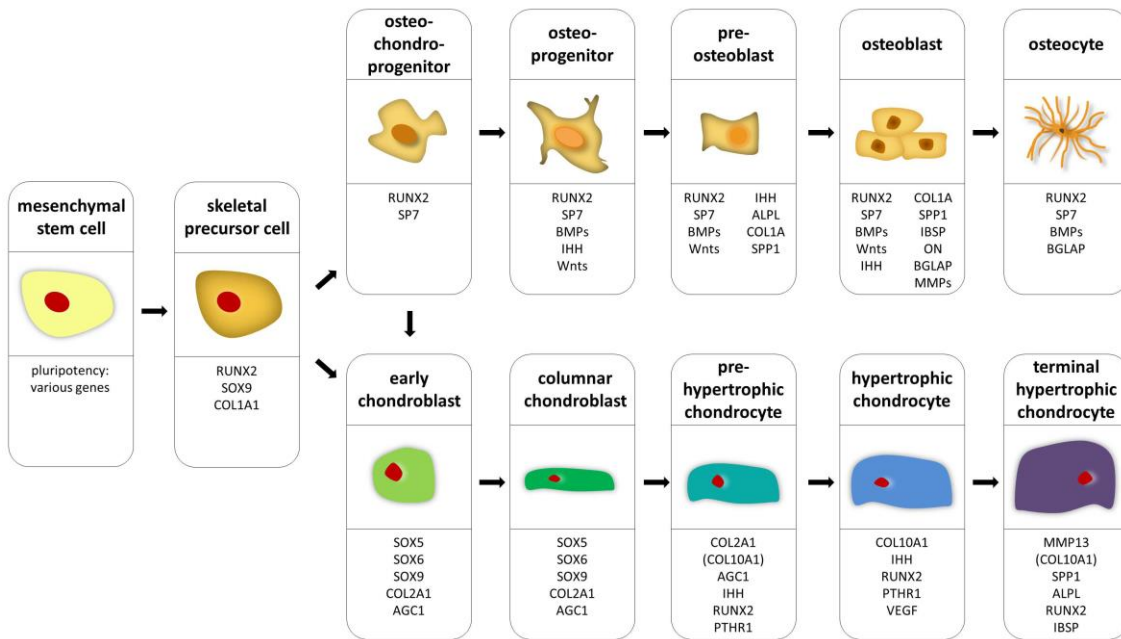 mesenchymal
stem cell
pluripotency:
various genes
skeletal
precursor cell
RUNX2
SOX9
COL1A1
osteo-
chondro-
progenitor
RUNX2
SP7
osteo-
progenitor
RUNX2
SP7
BMPs
IHH
Wnts
pre-
osteoblast
RUNX2 IHH
SP7 ALPL
BMPs COL1A
Wnts SPP1
osteoblast
RUNX2 COL1A
SP7 SPP1
BMPs IBSP
Wnts ON
IHH BGLAP
MMPs
osteocyte
RUNX2
SP7
BMPs
BGLAP
early
chondroblast
SOX5
SOX6
SOX9
COL2A1
AGC1
columnar
chondroblast
SOX5
SOX6
SOX9
COL2A1
AGC1
pre-
hypertrophic
chondrocyte
COL2A1
(COL10A1)
AGC1
IHH
RUNX2
PTHR1
hypertrophic
chondrocyte
COL10A1
IHH
RUNX2
PTHR1
VEGF
terminal
hypertrophic
chondrocyte
MMP13
(COL10A1)
SPP1
ALPL
RUNX2
IBSP